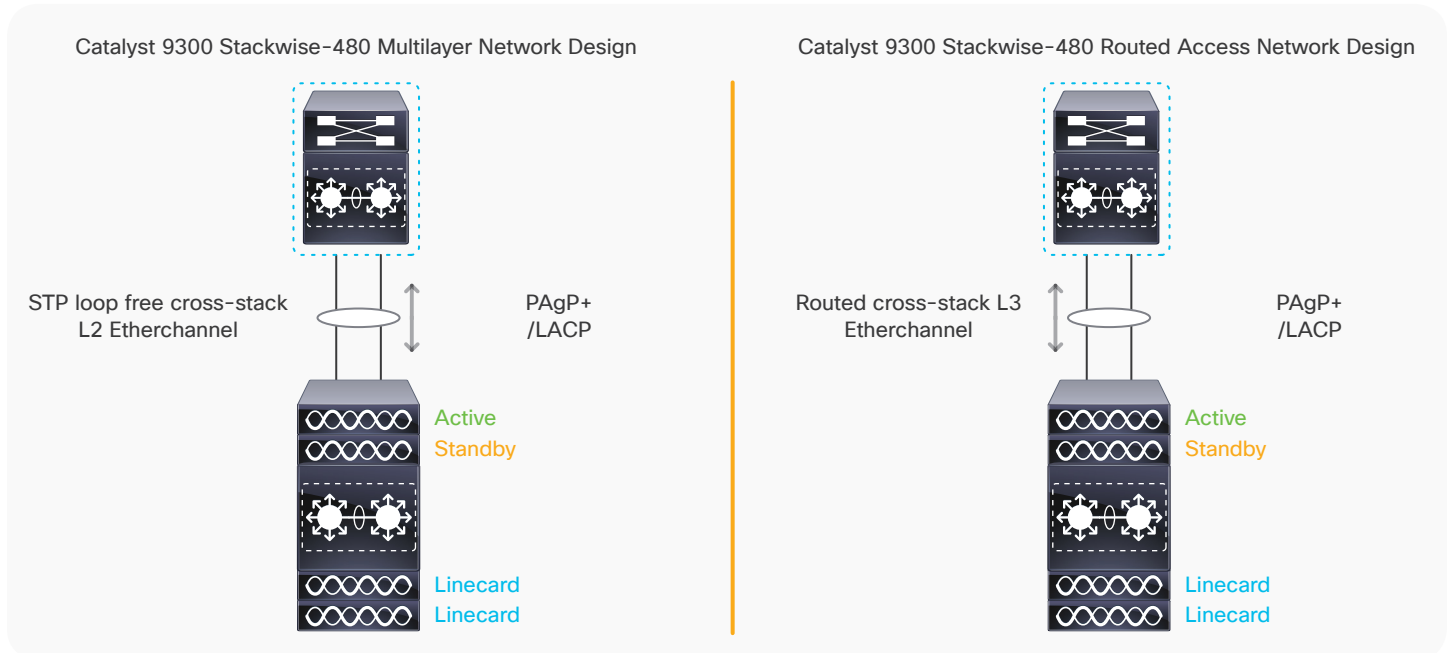 Catalyst 9300 Stackwise-480 Multilayer Network Design
STP loop free cross-stack
L2 Etherchannel
PAgP+
/LACP
Active
Standby
Linecard
Linecard
Catalyst 9300 Stackwise-480 Routed Access Network Design
Routed cross-stack L3
Etherchannel
PAgP+
/LACP
Active
Standby
Linecard
Linecard